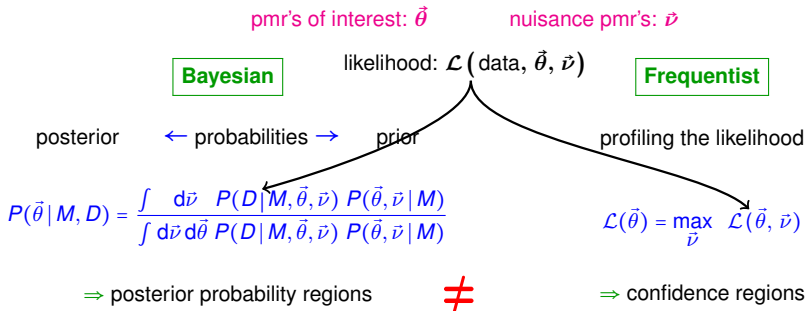 pmr's of interest: θ⃗ nuisance pmr's: ν⃗
likelihood: 𝓛(data, θ⃗, ν⃗)
Bayesian Frequentist
posterior ← probabilities → prior profiling the likelihood
P(θ⃗ | M, D) = ∫ dν⃗ P(D | M, θ⃗, ν⃗) P(θ⃗, ν⃗ | M) / ∫ dν⃗ dθ⃗ P(D | M, θ⃗, ν⃗) P(θ⃗, ν⃗ | M) 𝓛(θ⃗) = max_ν⃗ 𝓛(θ⃗, ν⃗)
⇒ posterior probability regions ≠ ⇒ confidence regions